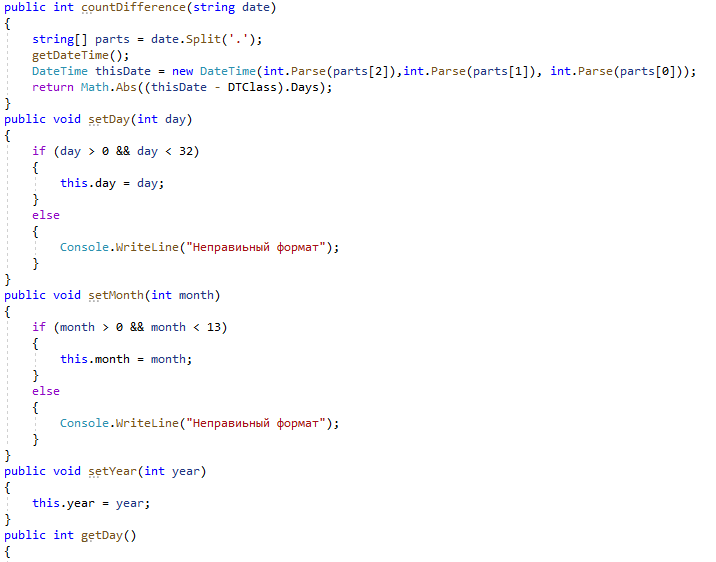 public int countDifference(string date)
{
string[] parts = date.Split('.');
getDateTime();
DateTime thisDate = new DateTime(int.Parse(parts[2]),int.Parse(parts[1]), int.Parse(parts[0]));
return Math.Abs((thisDate - DTClass).Days);
}
public void setDay(int day)
{
if (day > 0 && day < 32)
{
this.day = day;
}
else
{
Console.WriteLine("Неправиьный формат");
}
}
public void setMonth(int month)
{
if (month > 0 && month < 13)
{
this.month = month;
}
else
{
Console.WriteLine("Неправиьный формат");
}
}
public void setYear(int year)
{
this.year = year;
}
public int getDay()
{